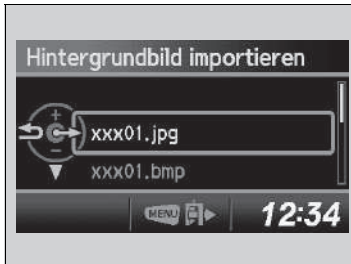 Hintergrundbild importieren
+
xxx01.jpg
−
xxx01.bmp
MENU
12:34